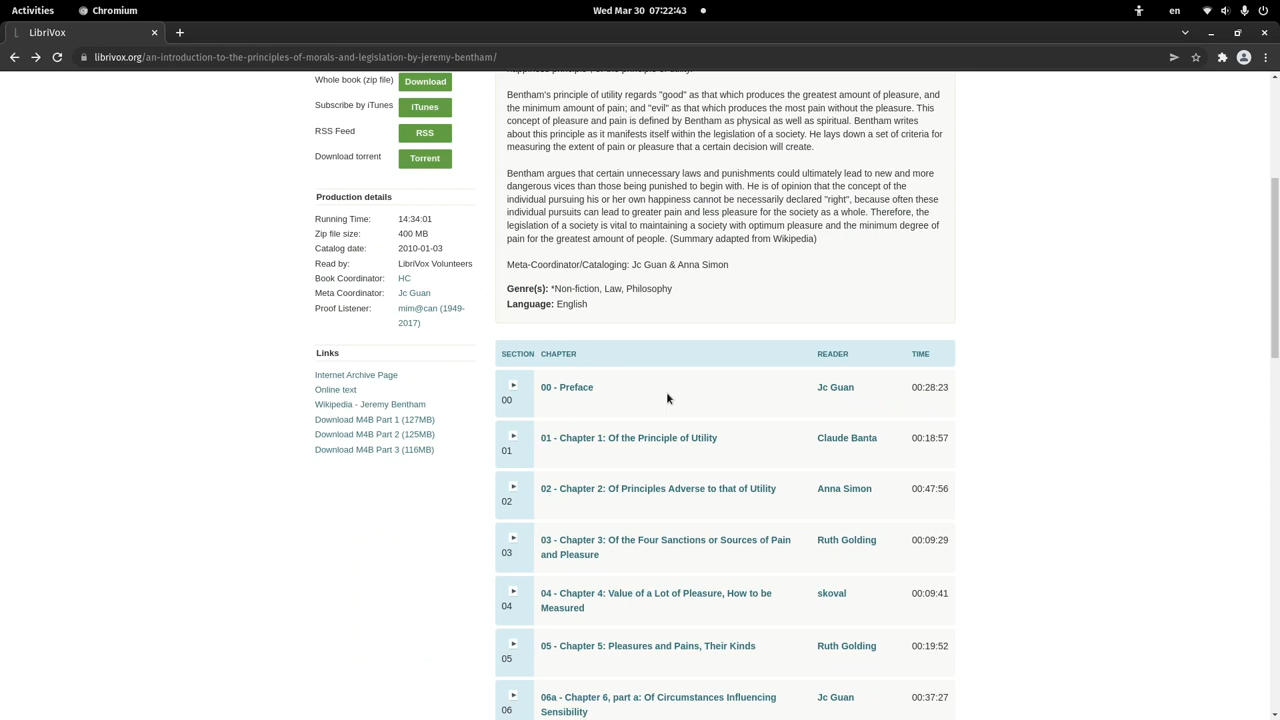 Activities
Chromium
Wed Mar 30 07:22:43
LibriVox
librivox.org/an-introduction-to-the-principles-of-morals-and-legislation-by-jeremy-bentham/
Whole book (zip file) Download
Subscribe by iTunes iTunes
RSS Feed RSS
Download torrent Torrent
Production details
Running Time: 14:34:01
Zip file size: 400 MB
Catalog date: 2010-01-03
Read by: LibriVox Volunteers
Book Coordinator: HC
Meta Coordinator: Jc Guan
Proof Listener: mim@can (1949-
2017)
Links
Internet Archive Page
Online text
Wikipedia - Jeremy Bentham
Download M4B Part 1 (127MB)
Download M4B Part 2 (125MB)
Download M4B Part 3 (116MB)
Bentham's principle of utility regards "good" as that which produces the greatest amount of pleasure, and
the minimum amount of pain; and "evil" as that which produces the most pain without the pleasure. This
concept of pleasure and pain is defined by Bentham as physical as well as spiritual. Bentham writes
about this principle as it manifests itself within the legislation of a society. He lays down a set of criteria for
measuring the extent of pain or pleasure that a certain decision will create.
Bentham argues that certain unnecessary laws and punishments could ultimately lead to new and more
dangerous vices than those being punished to begin with. He is of opinion that the concept of the
individual pursuing his or her own happiness cannot be necessarily declared "right", because often these
individual pursuits can lead to greater pain and less pleasure for the society as a whole. Therefore, the
legislation of a society is vital to maintaining a society with optimum pleasure and the minimum degree of
pain for the greatest amount of people. (Summary adapted from Wikipedia)
Meta-Coordinator/Cataloging: Jc Guan & Anna Simon
Genre(s): *Non-fiction, Law, Philosophy
Language: English
SECTION CHAPTER READER TIME
00 00 - Preface Jc Guan 00:28:23
01 01 - Chapter 1: Of the Principle of Utility Claude Banta 00:18:57
02 02 - Chapter 2: Of Principles Adverse to that of Utility Anna Simon 00:47:56
03 03 - Chapter 3: Of the Four Sanctions or Sources of Pain Ruth Golding 00:09:29
and Pleasure
04 04 - Chapter 4: Value of a Lot of Pleasure, How to be skoval 00:09:41
Measured
05 05 - Chapter 5: Pleasures and Pains, Their Kinds Ruth Golding 00:19:52
06 06a - Chapter 6, part a: Of Circumstances Influencing Jc Guan 00:37:27
Sensibility